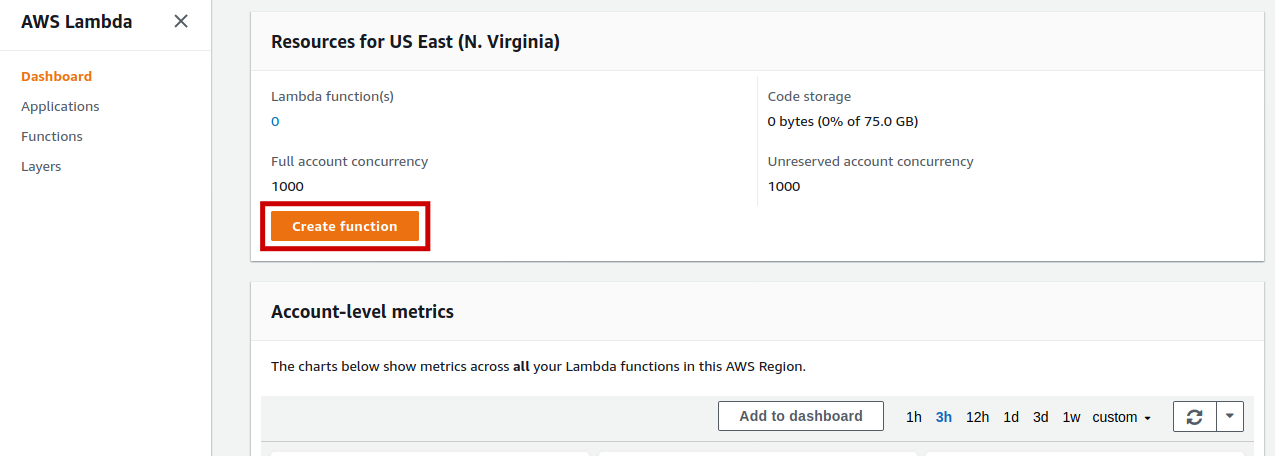 AWS Lambda
Dashboard
Applications
Functions
Layers
Resources for US East (N. Virginia)
Lambda function(s)
0
Code storage
0 bytes (0% of 75.0 GB)
Full account concurrency
1000
Unreserved account concurrency
1000
Create function
Account-level metrics
The charts below show metrics across all your Lambda functions in this AWS Region.
Add to dashboard 1h 3h 12h 1d 3d 1w custom